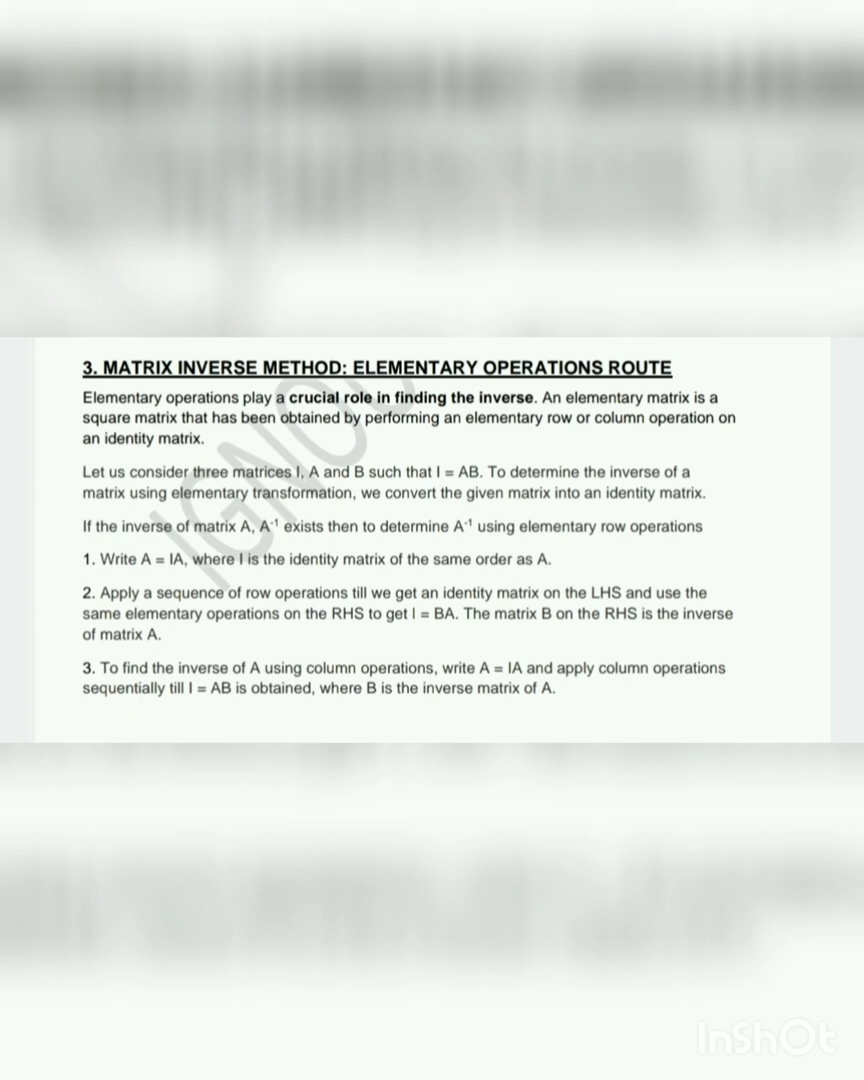 3. MATRIX INVERSE METHOD: ELEMENTARY OPERATIONS ROUTE
Elementary operations play a crucial role in finding the inverse. An elementary matrix is a
square matrix that has been obtained by performing an elementary row or column operation on
an identity matrix.
Let us consider three matrices I, A and B such that I = AB. To determine the inverse of a
matrix using elementary transformation, we convert the given matrix into an identity matrix.
If the inverse of matrix A, A⁻¹ exists then to determine A⁻¹ using elementary row operations
1. Write A = IA, where I is the identity matrix of the same order as A.
2. Apply a sequence of row operations till we get an identity matrix on the LHS and use the
same elementary operations on the RHS to get I = BA. The matrix B on the RHS is the inverse
of matrix A.
3. To find the inverse of A using column operations, write A = IA and apply column operations
sequentially till I = AB is obtained, where B is the inverse matrix of A.
IGNOU
InShOt